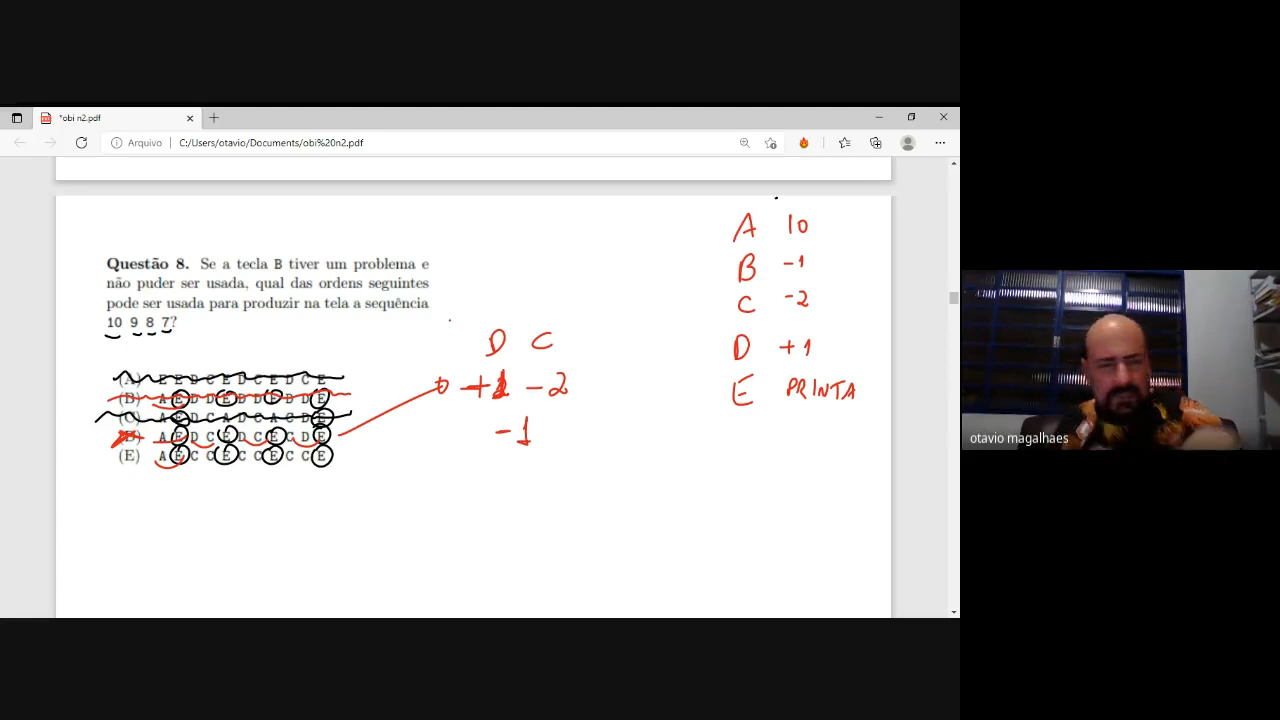 *obi n2.pdf
Arquivo C:/Users/otavio/Documents/obi%20n2.pdf
Questão 8. Se a tecla B tiver um problema e
não puder ser usada, qual das ordens seguintes
pode ser usada para produzir na tela a sequência
10 9 8 7?
(A) E E D C E D C E D C E
(B) A E D D E D D E D D E
(C) A E D C A D C A C D E
A E D C E D C E C D E
(E) A E C C E C C E C C E
D C
-2
-1
A 10
B -1
C -2
D +1
E PRINTA
otavio magalhaes